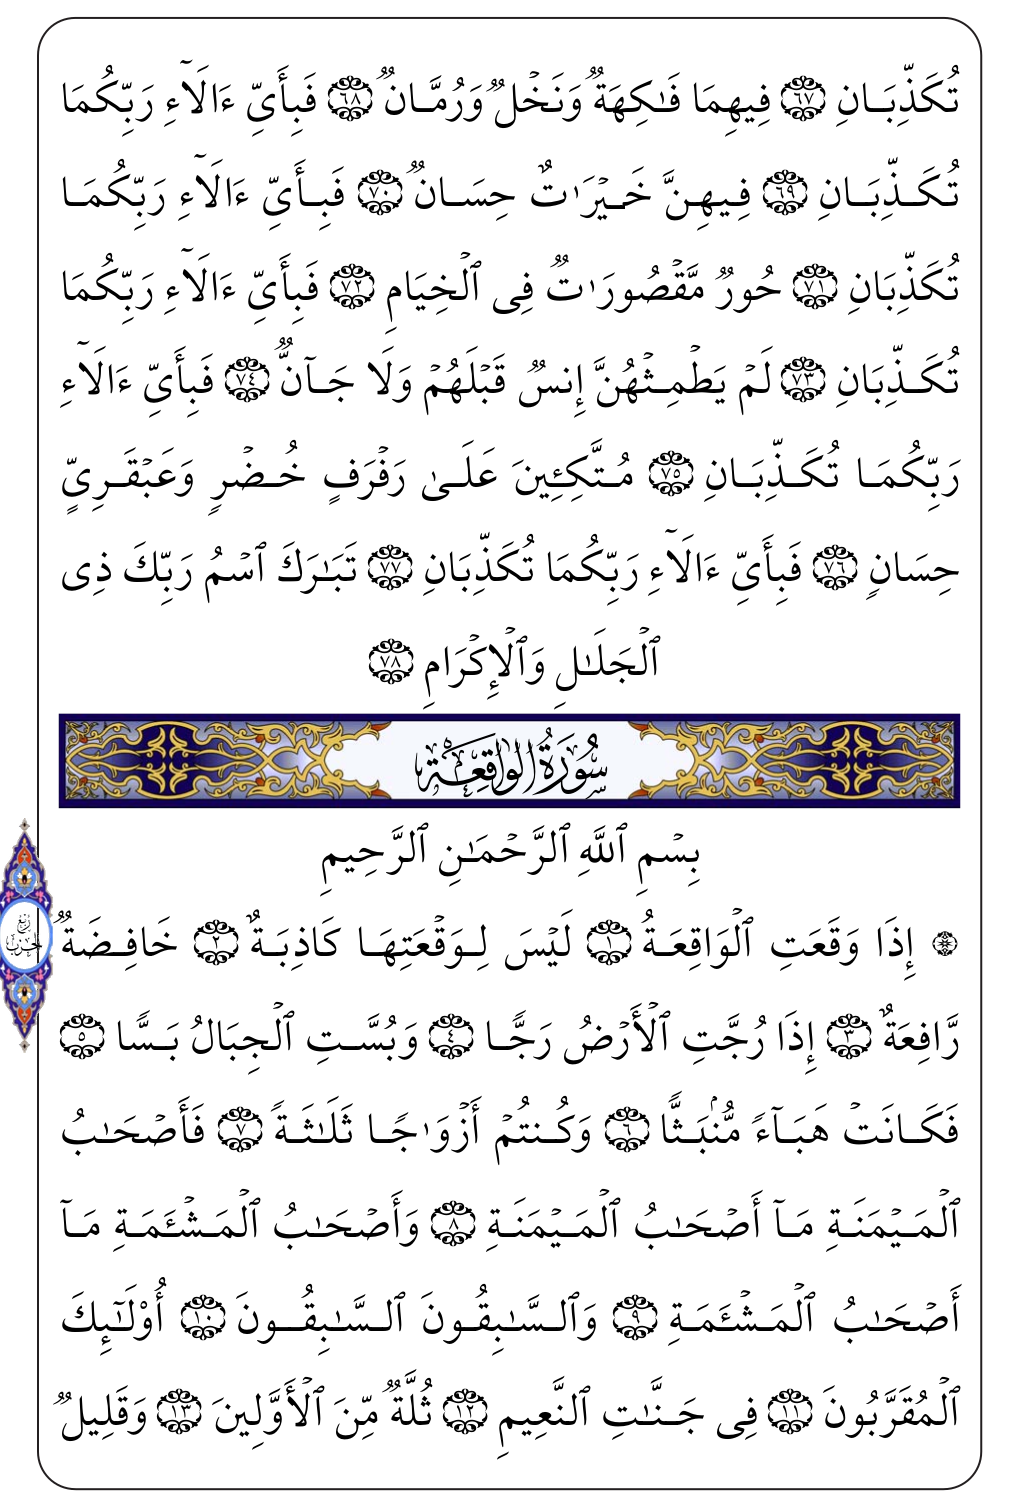 تُكَذِّبَانِ ٦٧ فِيهِمَا فَـٰكِهَةٌ وَنَخْلٌ وَرُمَّانٌ ٦٨ فَبِأَىِّ ءَالَآءِ رَبِّكُمَا
تُكَذِّبَانِ ٦٩ فِيهِنَّ خَيْرَٰتٌ حِسَانٌ ٧٠ فَبِأَىِّ ءَالَآءِ رَبِّكُمَا
تُكَذِّبَانِ ٧١ حُورٌ مَّقْصُورَٰتٌ فِى ٱلْخِيَامِ ٧٢ فَبِأَىِّ ءَالَآءِ رَبِّكُمَا
تُكَذِّبَانِ ٧٣ لَمْ يَطْمِثْهُنَّ إِنسٌ قَبْلَهُمْ وَلَا جَآنٌّ ٧٤ فَبِأَىِّ ءَالَآءِ
رَبِّكُمَا تُكَذِّبَانِ ٧٥ مُتَّكِـِٔينَ عَلَىٰ رَفْرَفٍ خُضْرٍ وَعَبْقَرِىٍّ
حِسَانٍ ٧٦ فَبِأَىِّ ءَالَآءِ رَبِّكُمَا تُكَذِّبَانِ ٧٧ تَبَـٰرَكَ ٱسْمُ رَبِّكَ ذِى
ٱلْجَلَـٰلِ وَٱلْإِكْرَامِ ٧٨
سُورَةُ الوَاقِعَةِ
بِسْمِ ٱللَّهِ ٱلرَّحْمَـٰنِ ٱلرَّحِيمِ
۞ إِذَا وَقَعَتِ ٱلْوَاقِعَةُ ١ لَيْسَ لِوَقْعَتِهَا كَاذِبَةٌ ٢ خَافِضَةٌ
رَّافِعَةٌ ٣ إِذَا رُجَّتِ ٱلْأَرْضُ رَجًّا ٤ وَبُسَّتِ ٱلْجِبَالُ بَسًّا ٥
فَكَانَتْ هَبَآءً مُّنۢبَثًّا ٦ وَكُنتُمْ أَزْوَٰجًا ثَلَـٰثَةً ٧ فَأَصْحَـٰبُ
ٱلْمَيْمَنَةِ مَآ أَصْحَـٰبُ ٱلْمَيْمَنَةِ ٨ وَأَصْحَـٰبُ ٱلْمَشْـَٔمَةِ مَآ
أَصْحَـٰبُ ٱلْمَشْـَٔمَةِ ٩ وَٱلسَّـٰبِقُونَ ٱلسَّـٰبِقُونَ ١٠ أُو۟لَـٰٓئِكَ
ٱلْمُقَرَّبُونَ ١١ فِى جَنَّـٰتِ ٱلنَّعِيمِ ١٢ ثُلَّةٌ مِّنَ ٱلْأَوَّلِينَ ١٣ وَقَلِيلٌ
ربع
الحزب